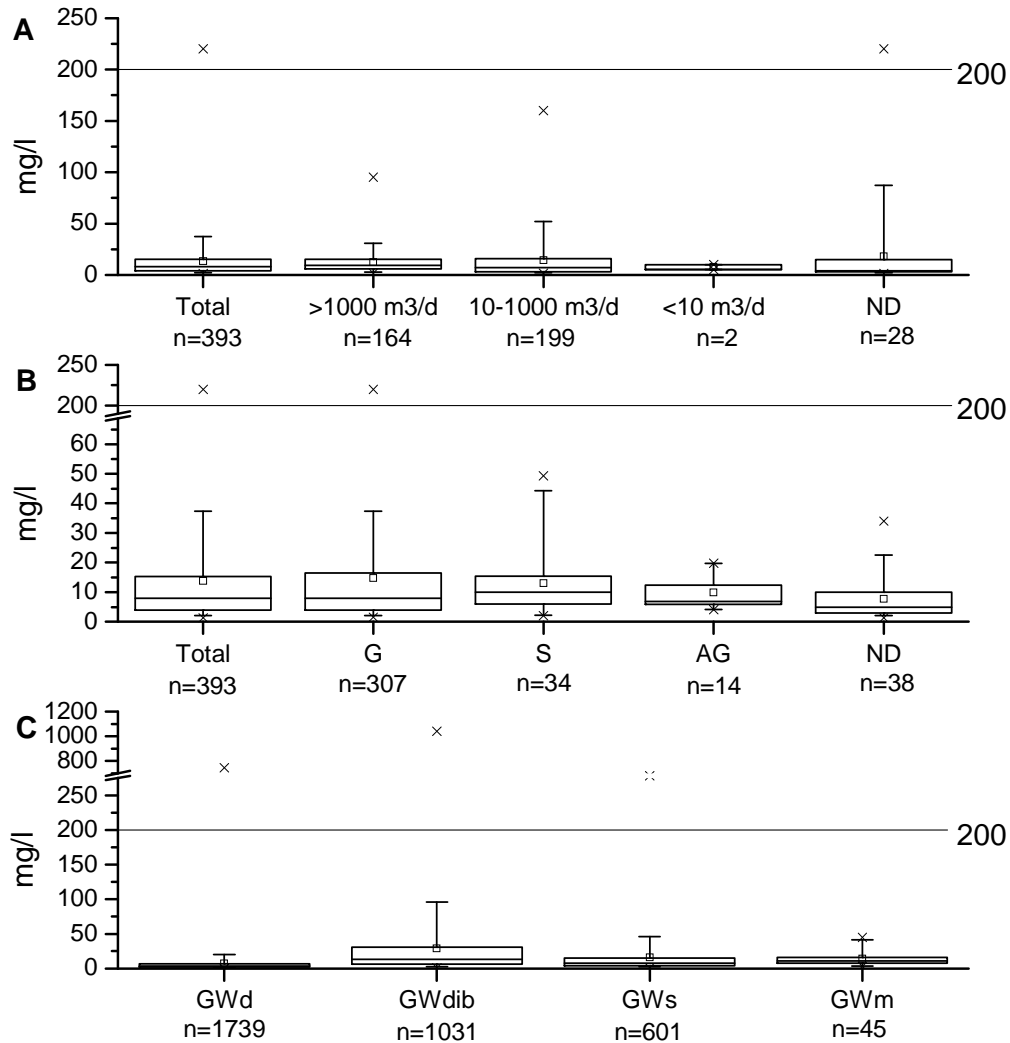 A
250
200
150
100
50
0
mg/l
200
Total >1000 m3/d 10-1000 m3/d <10 m3/d ND
n=393 n=164 n=199 n=2 n=28
B
250
200
60
50
40
30
20
10
0
mg/l
200
Total G S AG ND
n=393 n=307 n=34 n=14 n=38
C
1200
1000
800
250
200
150
100
50
0
mg/l
200
GWd GWdib GWs GWm
n=1739 n=1031 n=601 n=45